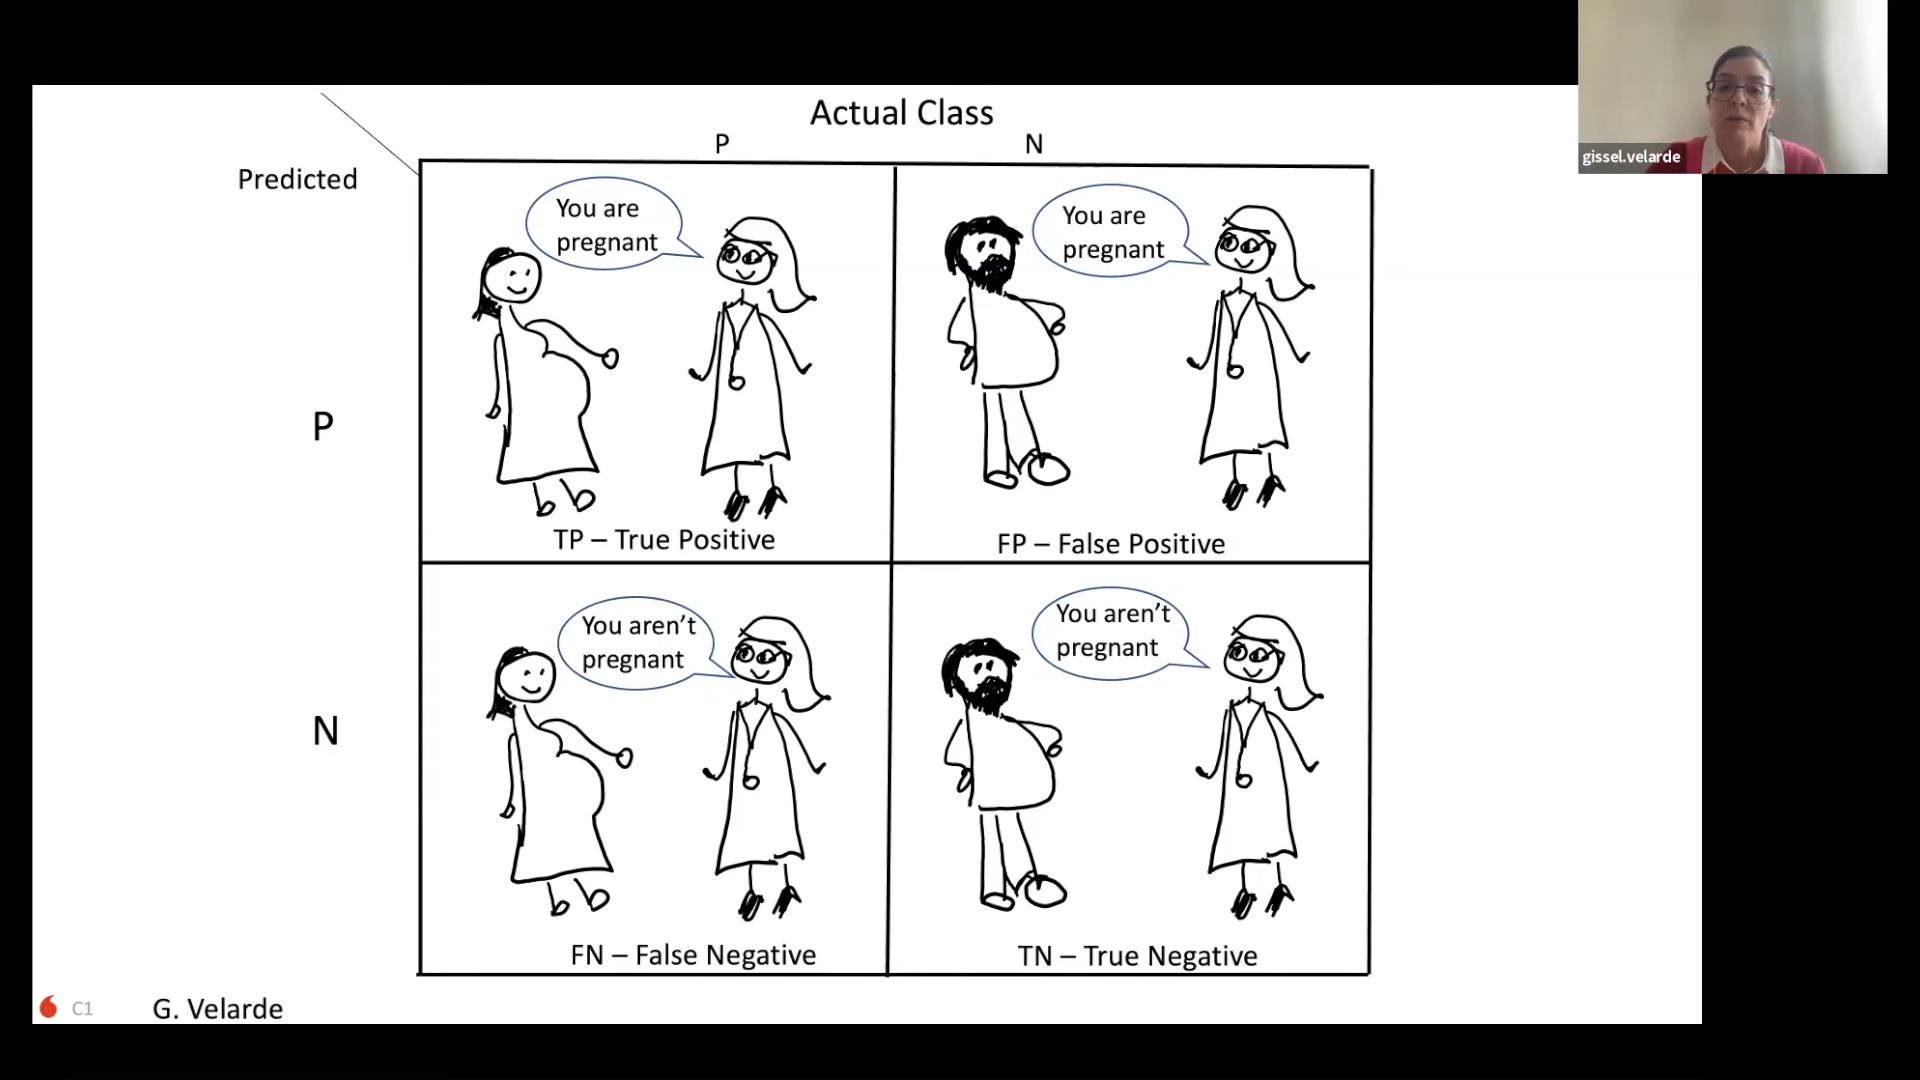 Actual Class
P
N
gissel.velarde
Predicted
You are
pregnant
You are
pregnant
P
TP – True Positive
FP – False Positive
You aren’t
pregnant
You aren’t
pregnant
N
FN – False Negative
TN – True Negative
C1
G. Velarde